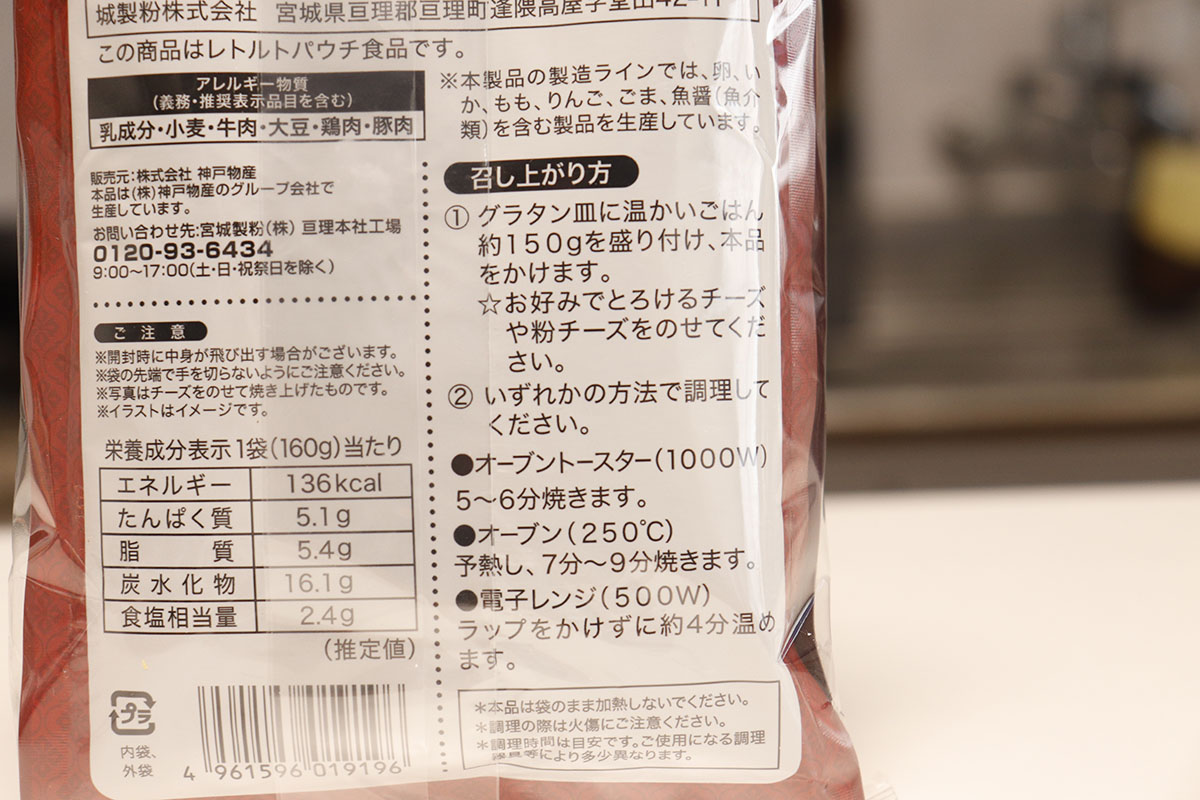 城製粉株式会社 宮城県亘理郡亘理町逢隈高屋字堂田42-11
この商品はレトルトパウチ食品です。
アレルギー物質
(義務・推奨表示品目を含む)
乳成分・小麦・牛肉・大豆・鶏肉・豚肉
※本製品の製造ラインでは、卵、い
か、もも、りんご、ごま、魚醤(魚介
類)を含む製品を生産しています。
販売元:株式会社 神戸物産
本品は(株)神戸物産のグループ会社で
生産しています。
お問い合わせ先:宮城製粉(株) 亘理本社工場
0120-93-6434
9:00〜17:00(土・日・祝祭日を除く)
ご注意
※開封時に中身が飛び出す場合がございます。
※袋の先端で手を切らないようにご注意ください。
※写真はチーズをのせて焼き上げたものです。
※イラストはイメージです。
栄養成分表示 1袋(160g)当たり
エネルギー 136kcal
たんぱく質 5.1g
脂質 5.4g
炭水化物 16.1g
食塩相当量 2.4g
(推定値)
プラ
内袋、
外袋
4 961596 019196
召し上がり方
① グラタン皿に温かいごはん
約150gを盛り付け、本品
をかけます。
☆お好みでとろけるチーズ
や粉チーズをのせてくだ
さい。
② いずれかの方法で調理して
ください。
●オーブントースター(1000W)
5〜6分焼きます。
●オーブン(250℃)
予熱し、7分〜9分焼きます。
●電子レンジ(500W)
ラップをかけずに約4分温め
ます。
*本品は袋のまま加熱しないでください。
*調理の際は火傷にご注意ください。
*調理時間は目安です。ご使用になる調理
器具等により多少異なります。